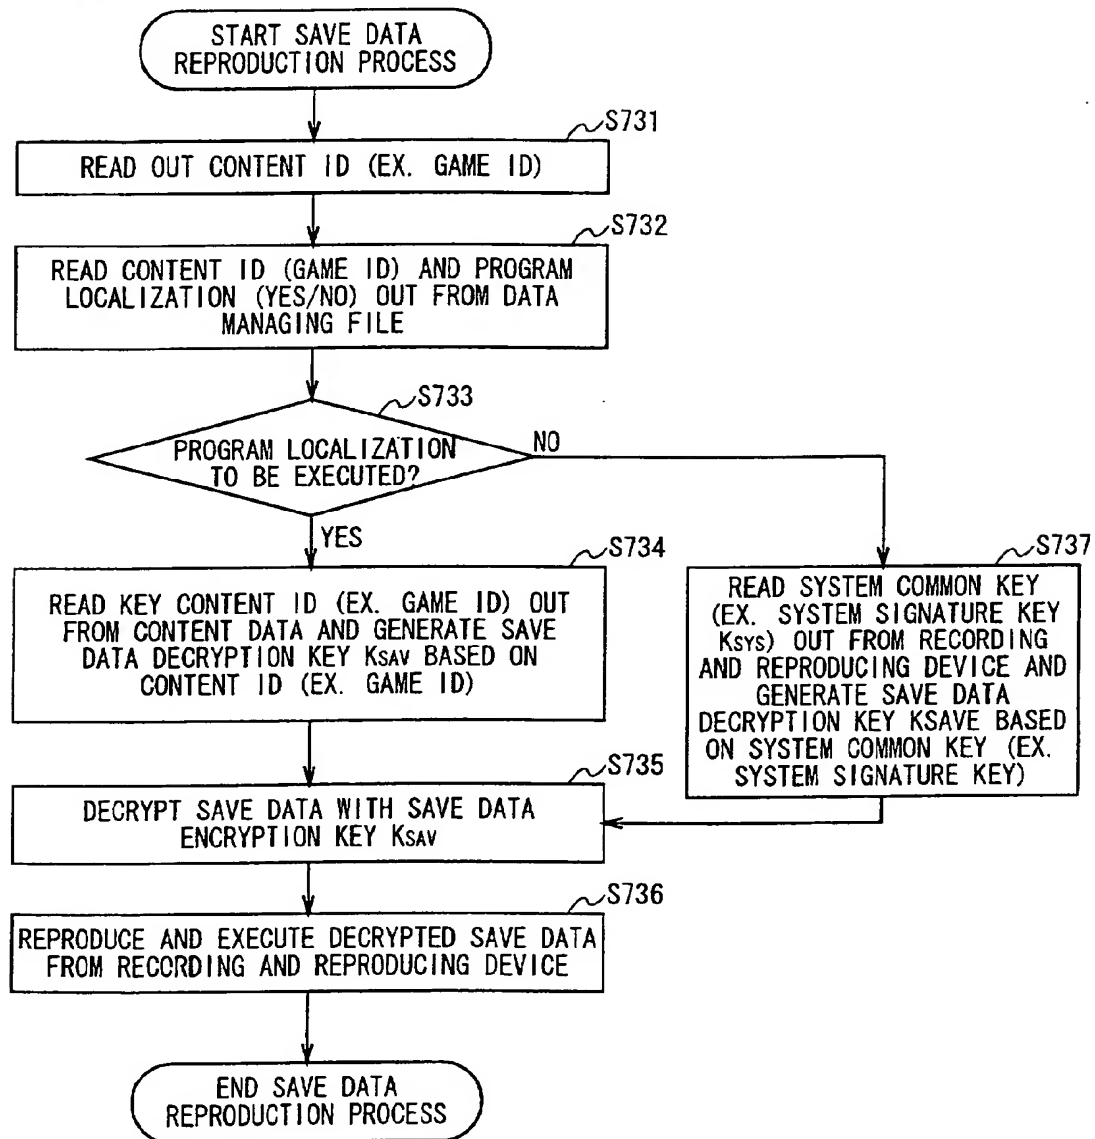 START SAVE DATA
REPRODUCTION PROCESS
S731
READ OUT CONTENT ID (EX. GAME ID)
S732
READ CONTENT ID (GAME ID) AND PROGRAM
LOCALIZATION (YES/NO) OUT FROM DATA
MANAGING FILE
S733
PROGRAM LOCALIZATION
TO BE EXECUTED?
NO
YES
S734
READ KEY CONTENT ID (EX. GAME ID) OUT
FROM CONTENT DATA AND GENERATE SAVE
DATA DECRYPTION KEY KSAV BASED ON
CONTENT ID (EX. GAME ID)
S737
READ SYSTEM COMMON KEY
(EX. SYSTEM SIGNATURE KEY
KSYS) OUT FROM RECORDING
AND REPRODUCING DEVICE AND
GENERATE SAVE DATA
DECRYPTION KEY KSAVE BASED
ON SYSTEM COMMON KEY (EX.
SYSTEM SIGNATURE KEY)
S735
DECRYPT SAVE DATA WITH SAVE DATA
ENCRYPTION KEY KSAV
S736
REPRODUCE AND EXECUTE DECRYPTED SAVE DATA
FROM RECORDING AND REPRODUCING DEVICE
END SAVE DATA
REPRODUCTION PROCESS